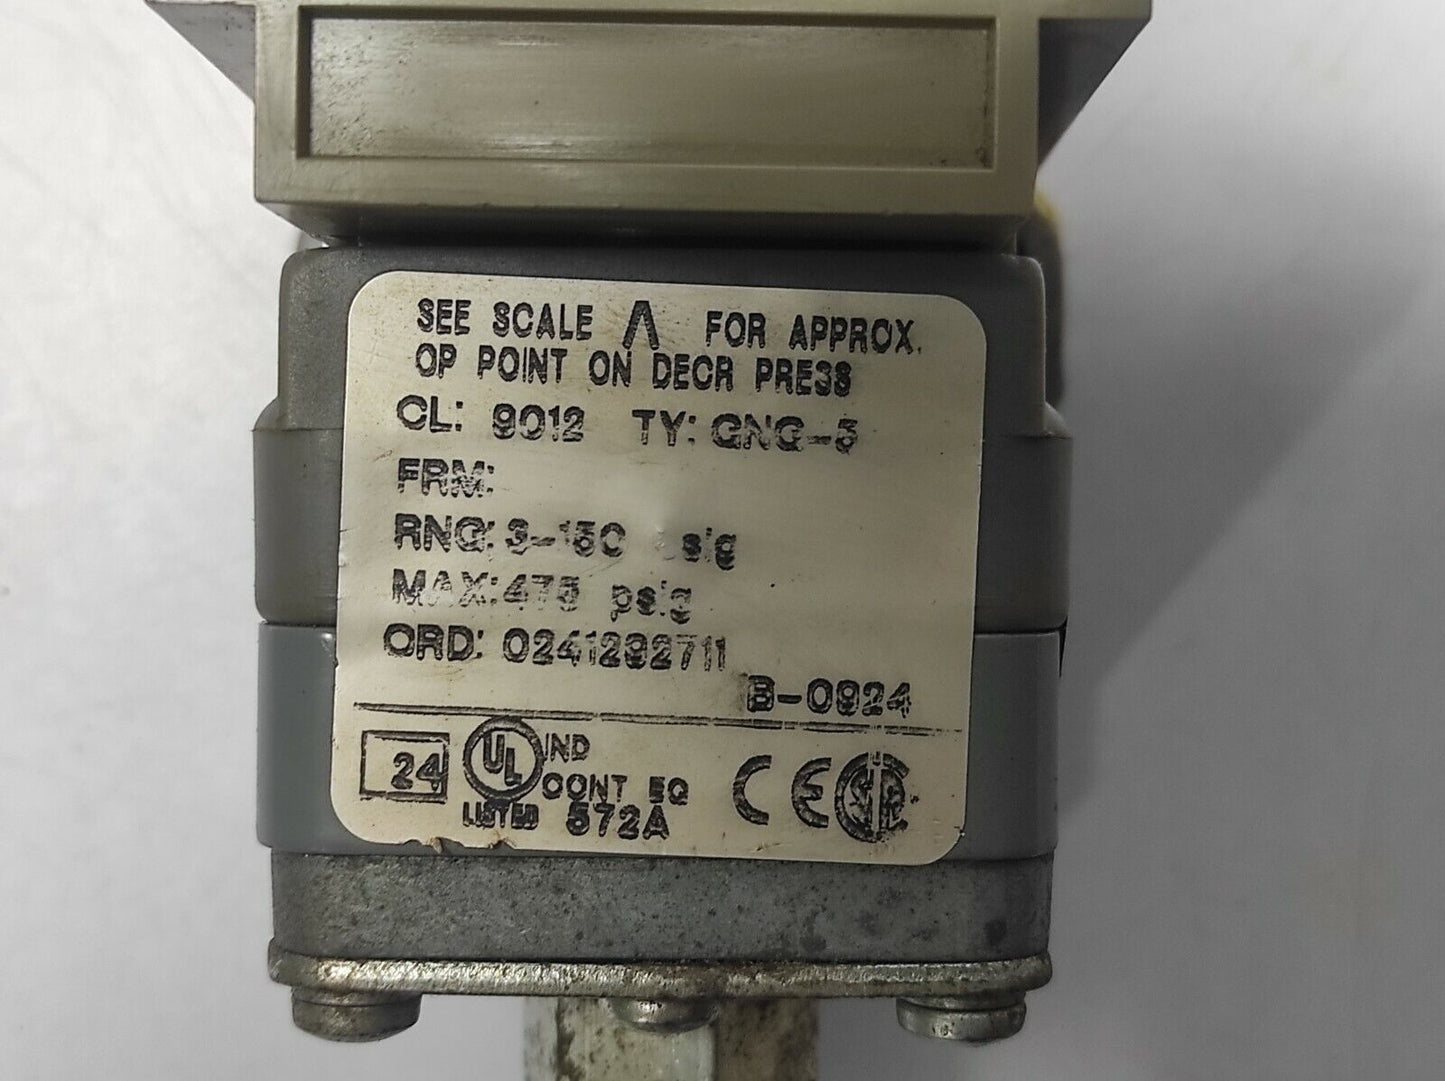 SEE SCALE Λ FOR APPROX.
OP POINT ON DECR PRESS
CL: 9012 TY: GNG-5
FRM:
RNG: 3-150 psig
MAX: 475 psig
ORD: 0241292711
B-0924
24 UL IND
CONT EQ
LISTED 572A
CE